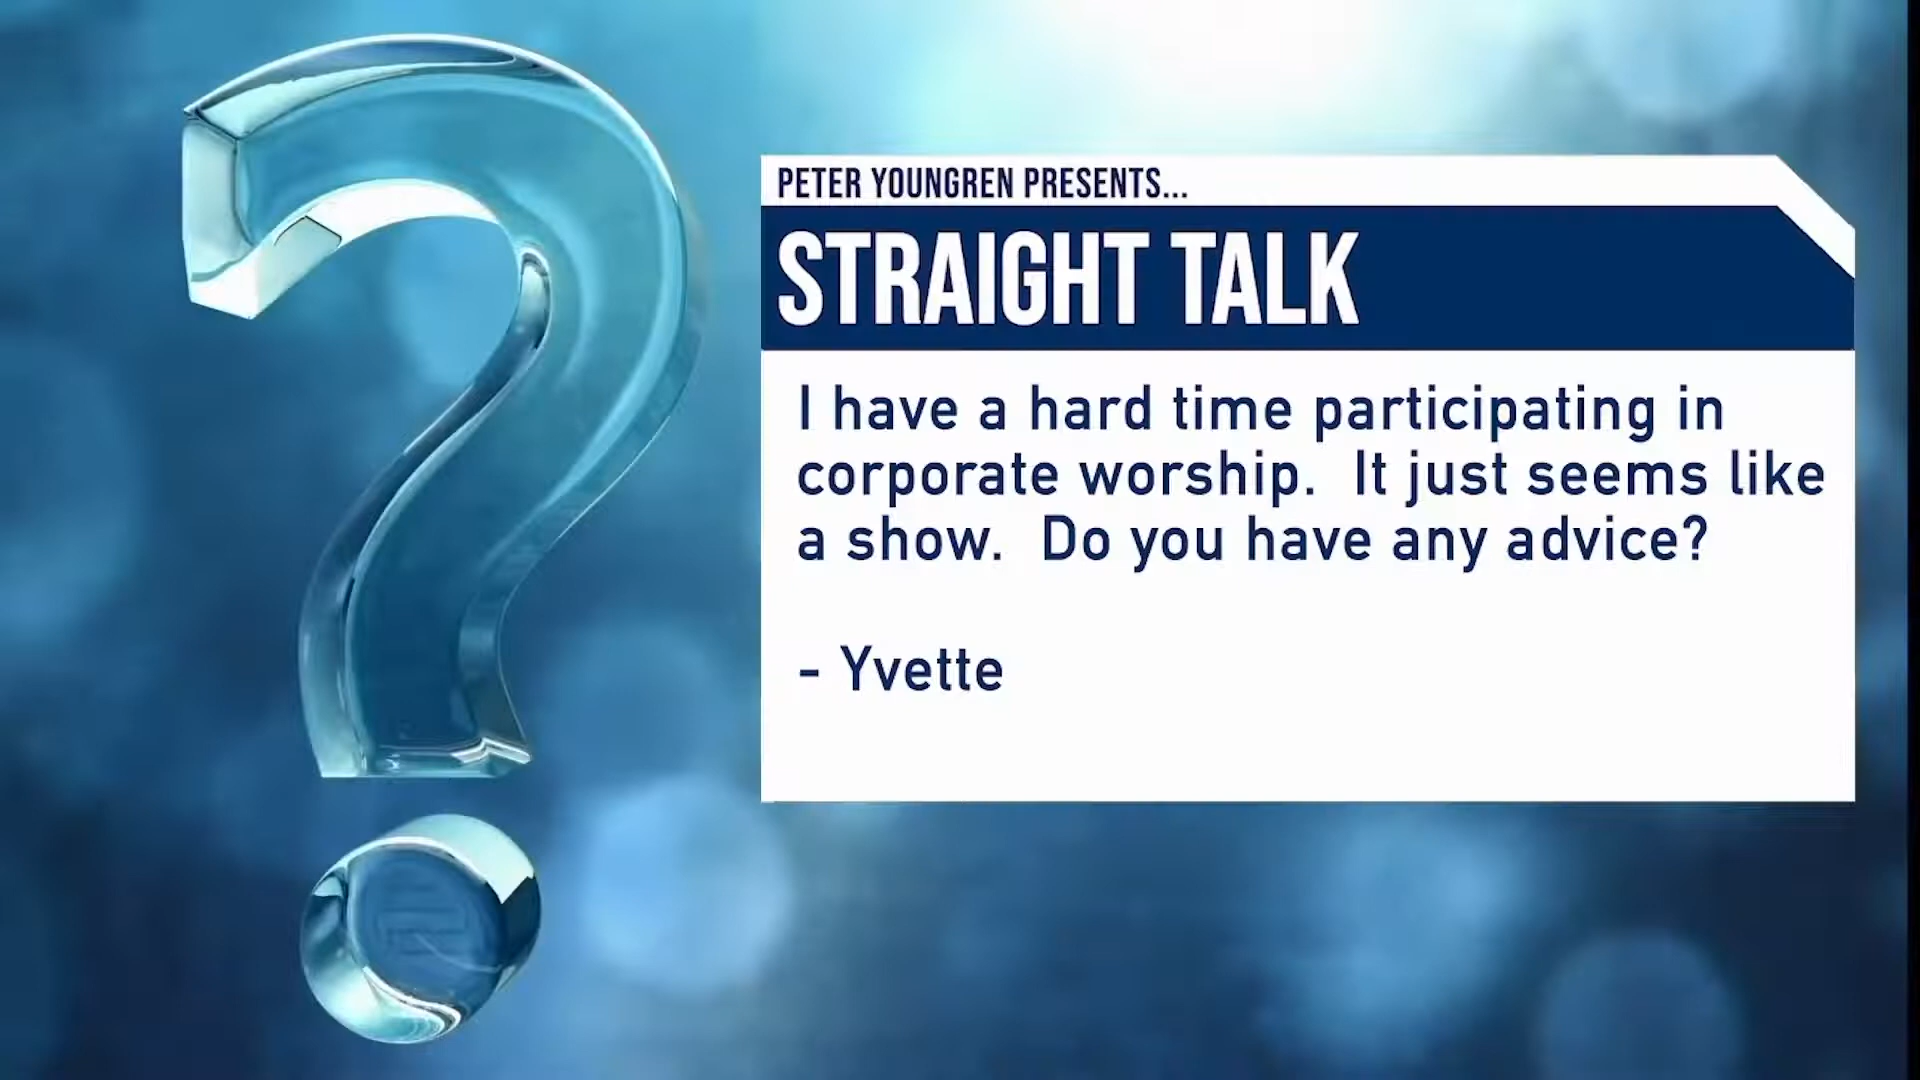 PETER YOUNGREN PRESENTS...
STRAIGHT TALK
I have a hard time participating in
corporate worship.  It just seems like
a show.  Do you have any advice?
- Yvette